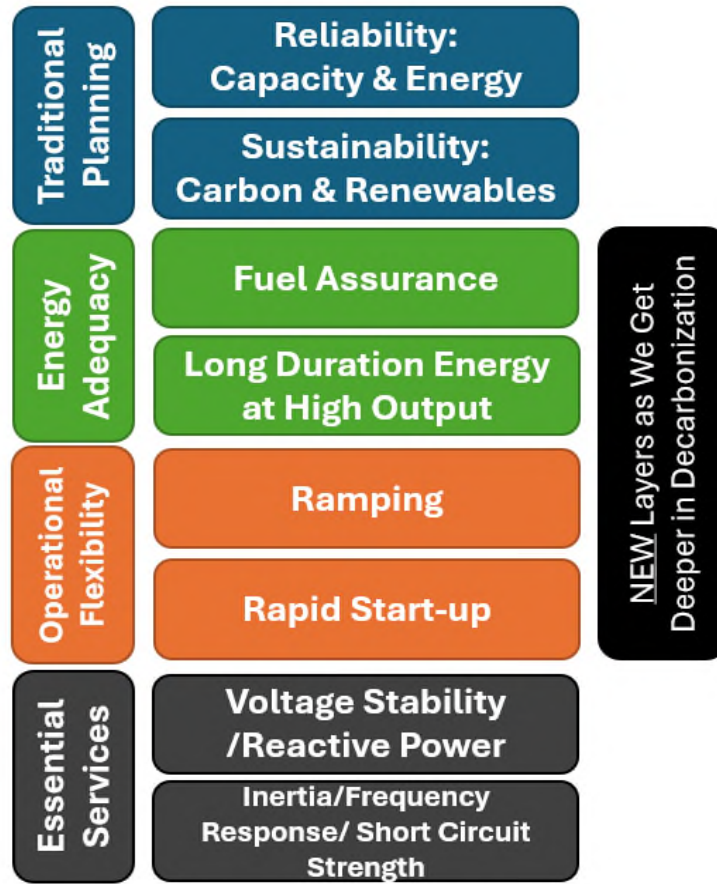 Traditional
Planning
Reliability:
Capacity & Energy
Sustainability:
Carbon & Renewables
Energy
Adequacy
Fuel Assurance
Long Duration Energy
at High Output
Operational
Flexibility
Ramping
Rapid Start-up
Essential
Services
Voltage Stability
/Reactive Power
Inertia/Frequency
Response/ Short Circuit
Strength
NEW Layers as We Get
Deeper in Decarbonization